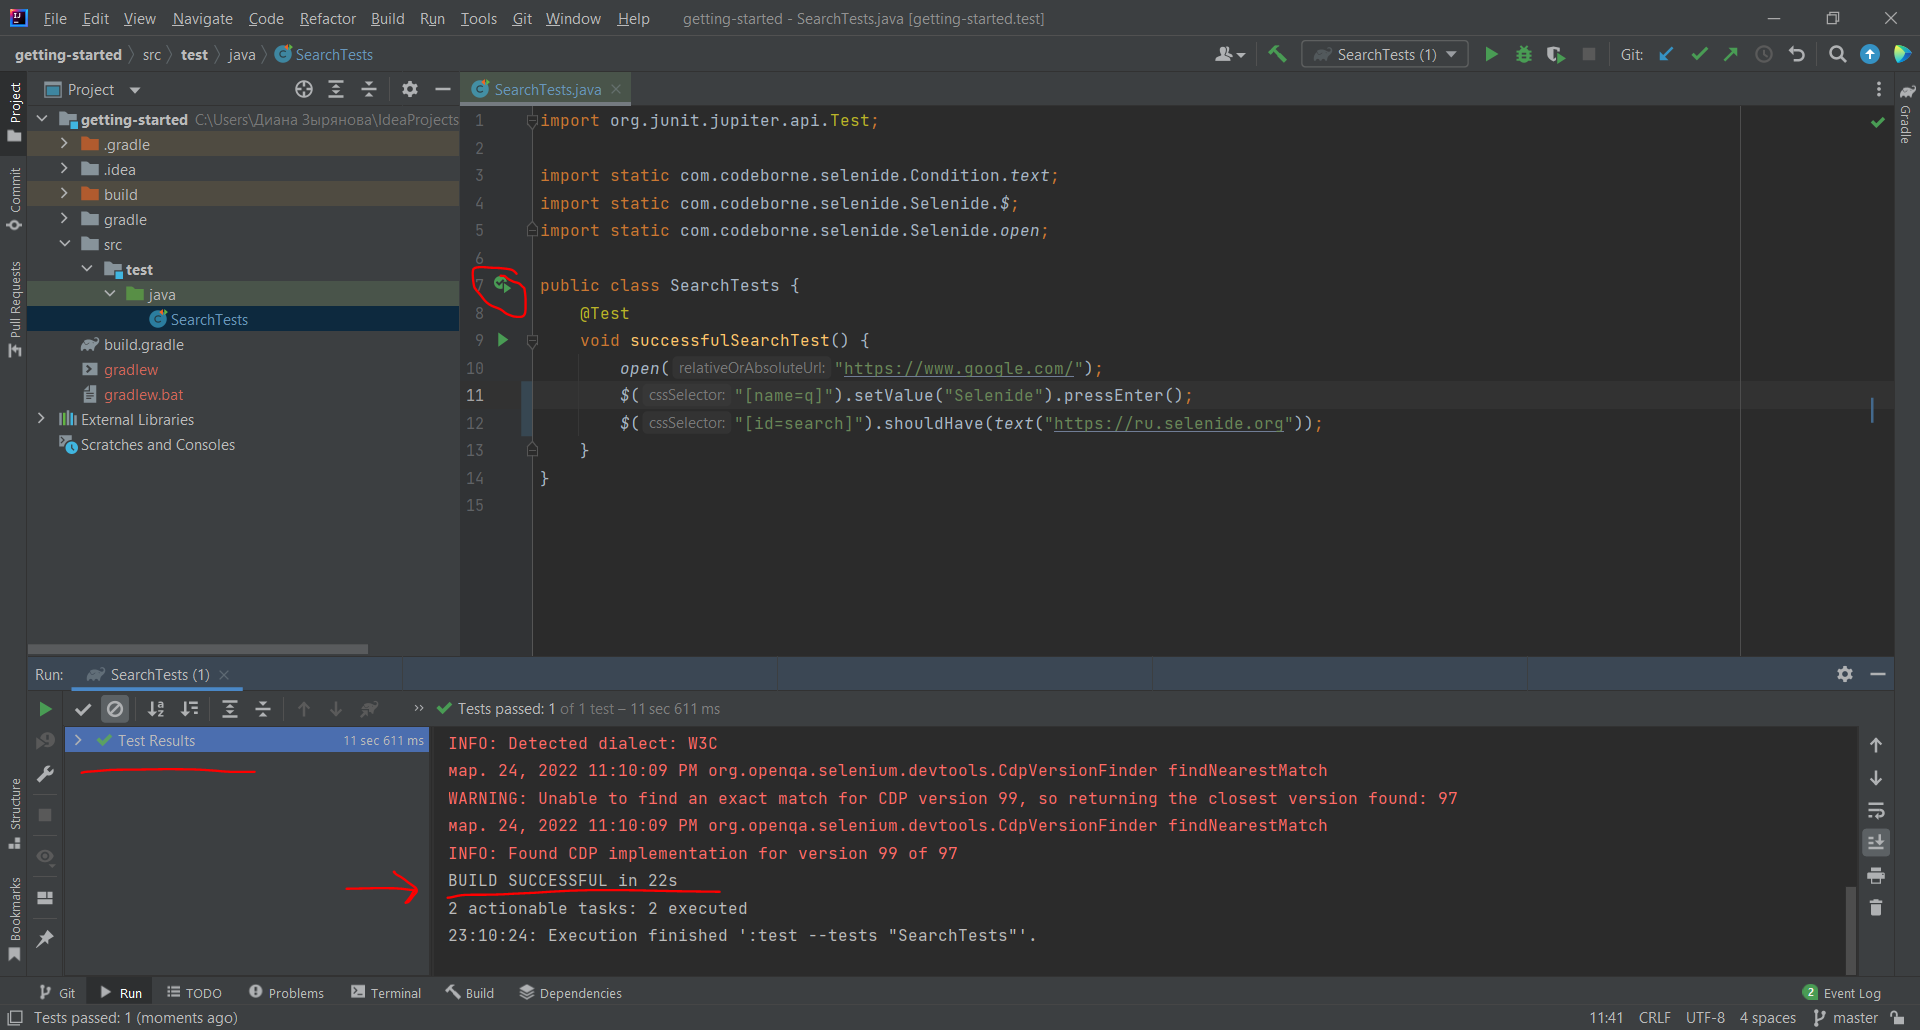 File Edit View Navigate Code Refactor Build Run Tools Git Window Help getting-started - SearchTests.java [getting-started.test]
getting-started src test java SearchTests SearchTests (1) Git:
Project SearchTests.java
Project
Commit
Pull Requests
Structure
Bookmarks
Gradle
getting-started C:\Users\Диана Зырянова\IdeaProjects
.gradle
.idea
build
gradle
src
test
java
SearchTests
build.gradle
gradlew
gradlew.bat
External Libraries
Scratches and Consoles
1 import org.junit.jupiter.api.Test;
2
3 import static com.codeborne.selenide.Condition.text;
4 import static com.codeborne.selenide.Selenide.$;
5 import static com.codeborne.selenide.Selenide.open;
6
7 public class SearchTests {
8 @Test
9 void successfulSearchTest() {
10 open( relativeOrAbsoluteUrl: "https://www.google.com/");
11 $( cssSelector: "[name=q]").setValue("Selenide").pressEnter();
12 $( cssSelector: "[id=search]").shouldHave(text("https://ru.selenide.org"));
13 }
14 }
15
Run: SearchTests (1)
Tests passed: 1 of 1 test – 11 sec 611 ms
Test Results 11 sec 611 ms
INFO: Detected dialect: W3C
мар. 24, 2022 11:10:09 PM org.openqa.selenium.devtools.CdpVersionFinder findNearestMatch
WARNING: Unable to find an exact match for CDP version 99, so returning the closest version found: 97
мар. 24, 2022 11:10:09 PM org.openqa.selenium.devtools.CdpVersionFinder findNearestMatch
INFO: Found CDP implementation for version 99 of 97
BUILD SUCCESSFUL in 22s
2 actionable tasks: 2 executed
23:10:24: Execution finished ':test --tests "SearchTests"'.
Git Run TODO Problems Terminal Build Dependencies 2 Event Log
Tests passed: 1 (moments ago) 11:41 CRLF UTF-8 4 spaces master